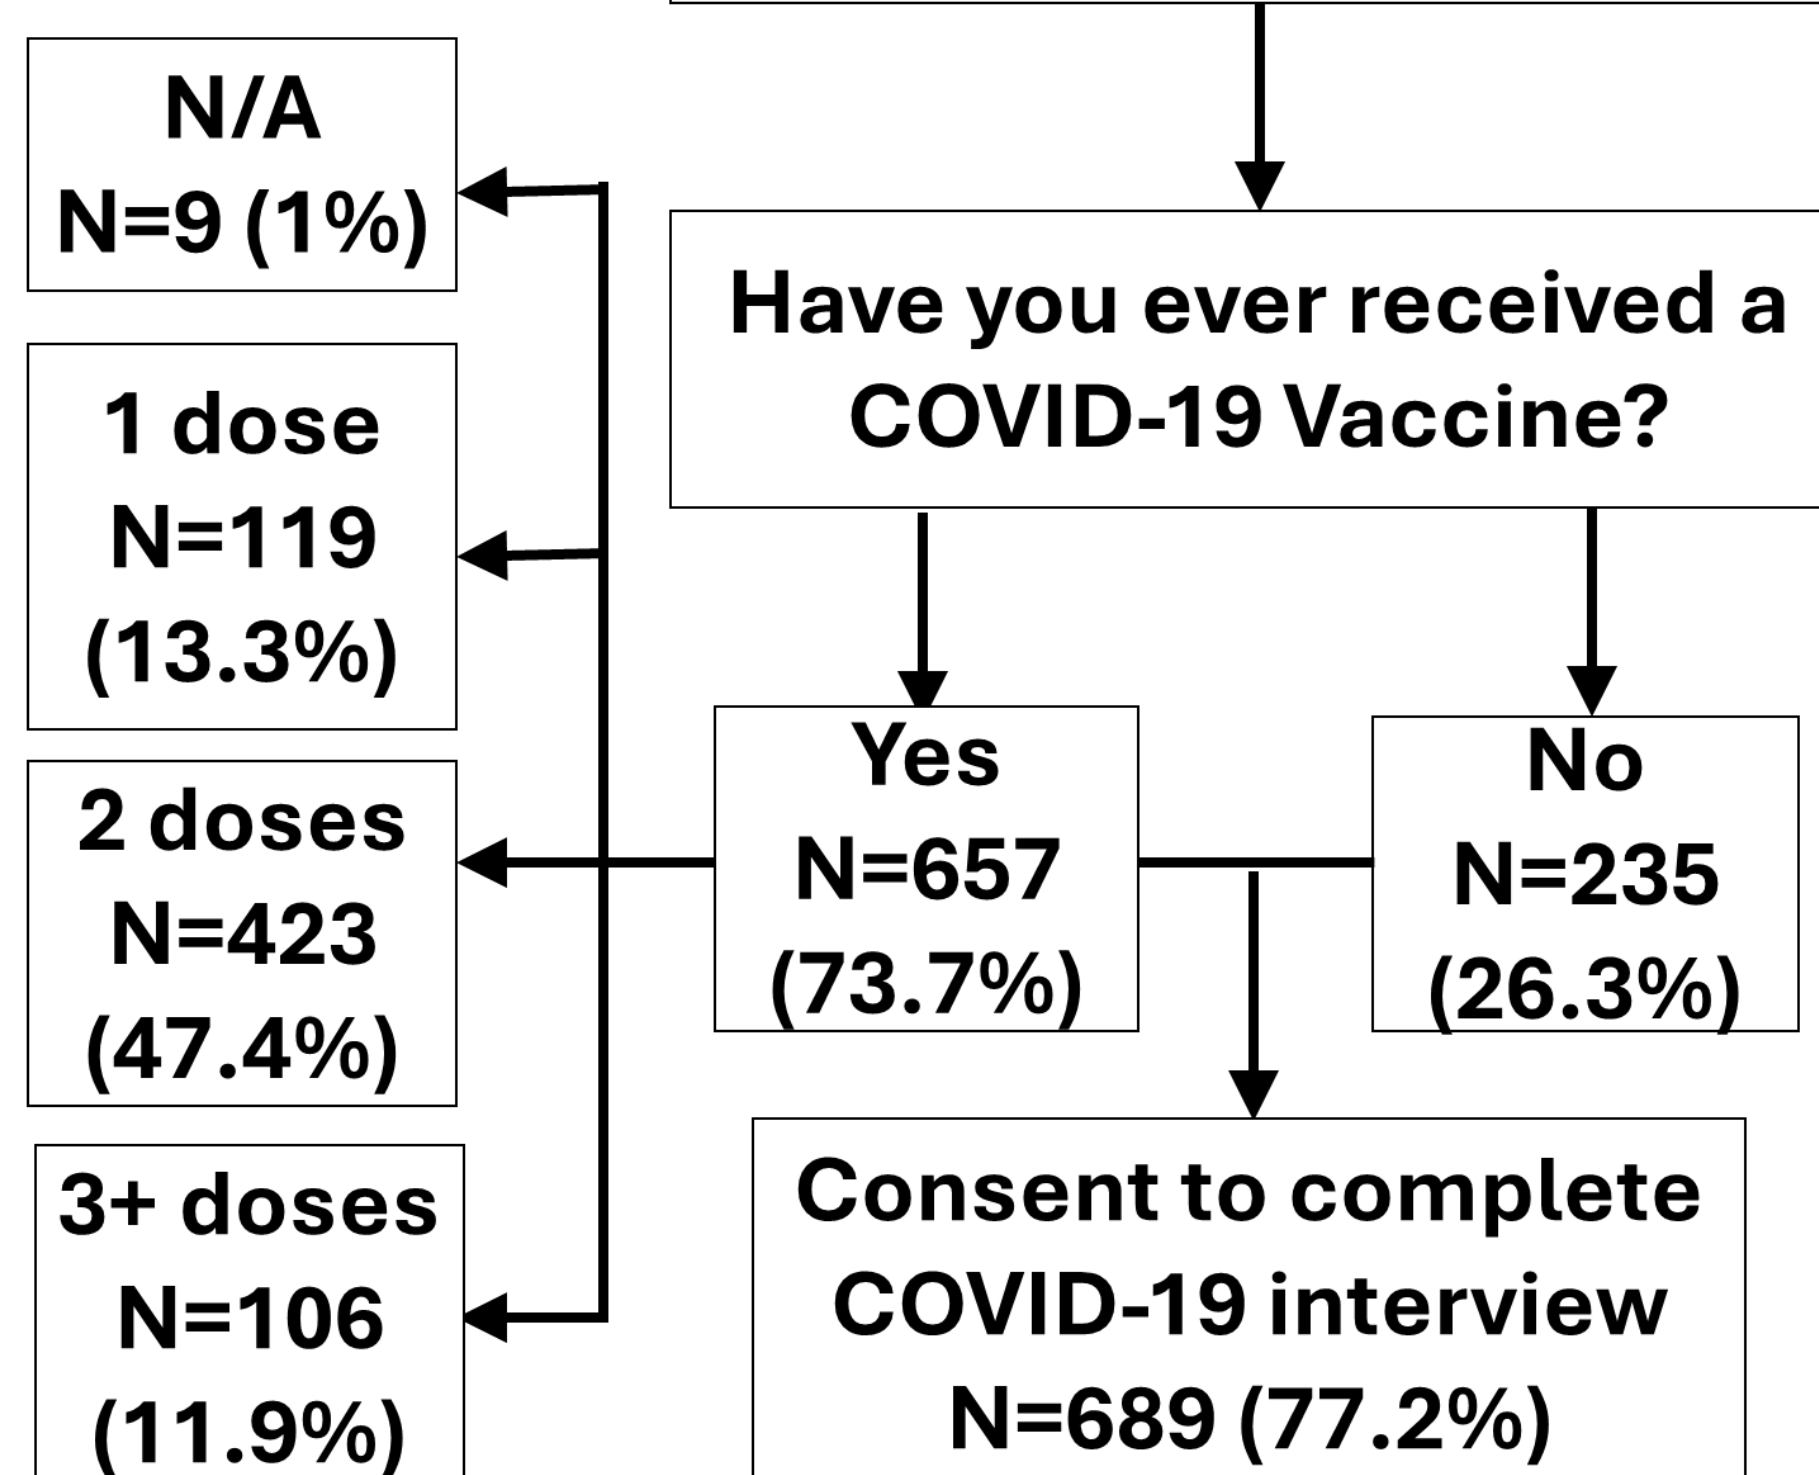 N/A
N=9 (1%)
1 dose
N=119
(13.3%)
2 doses
N=423
(47.4%)
3+ doses
N=106
(11.9%)
Have you ever received a
COVID-19 Vaccine?
Yes
N=657
(73.7%)
No
N=235
(26.3%)
Consent to complete
COVID-19 interview
N=689 (77.2%)